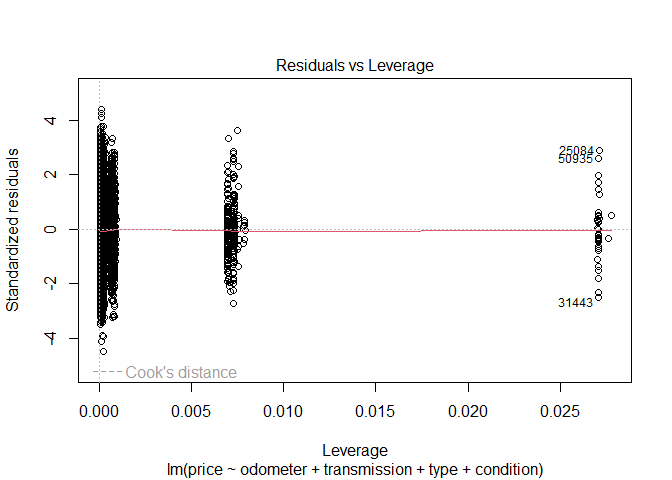 Residuals vs Leverage
Standardized residuals
4
2
0
-2
-4
25084
50935
31443
Cook's distance
0.000 0.005 0.010 0.015 0.020 0.025
Leverage
lm(price ~ odometer + transmission + type + condition)